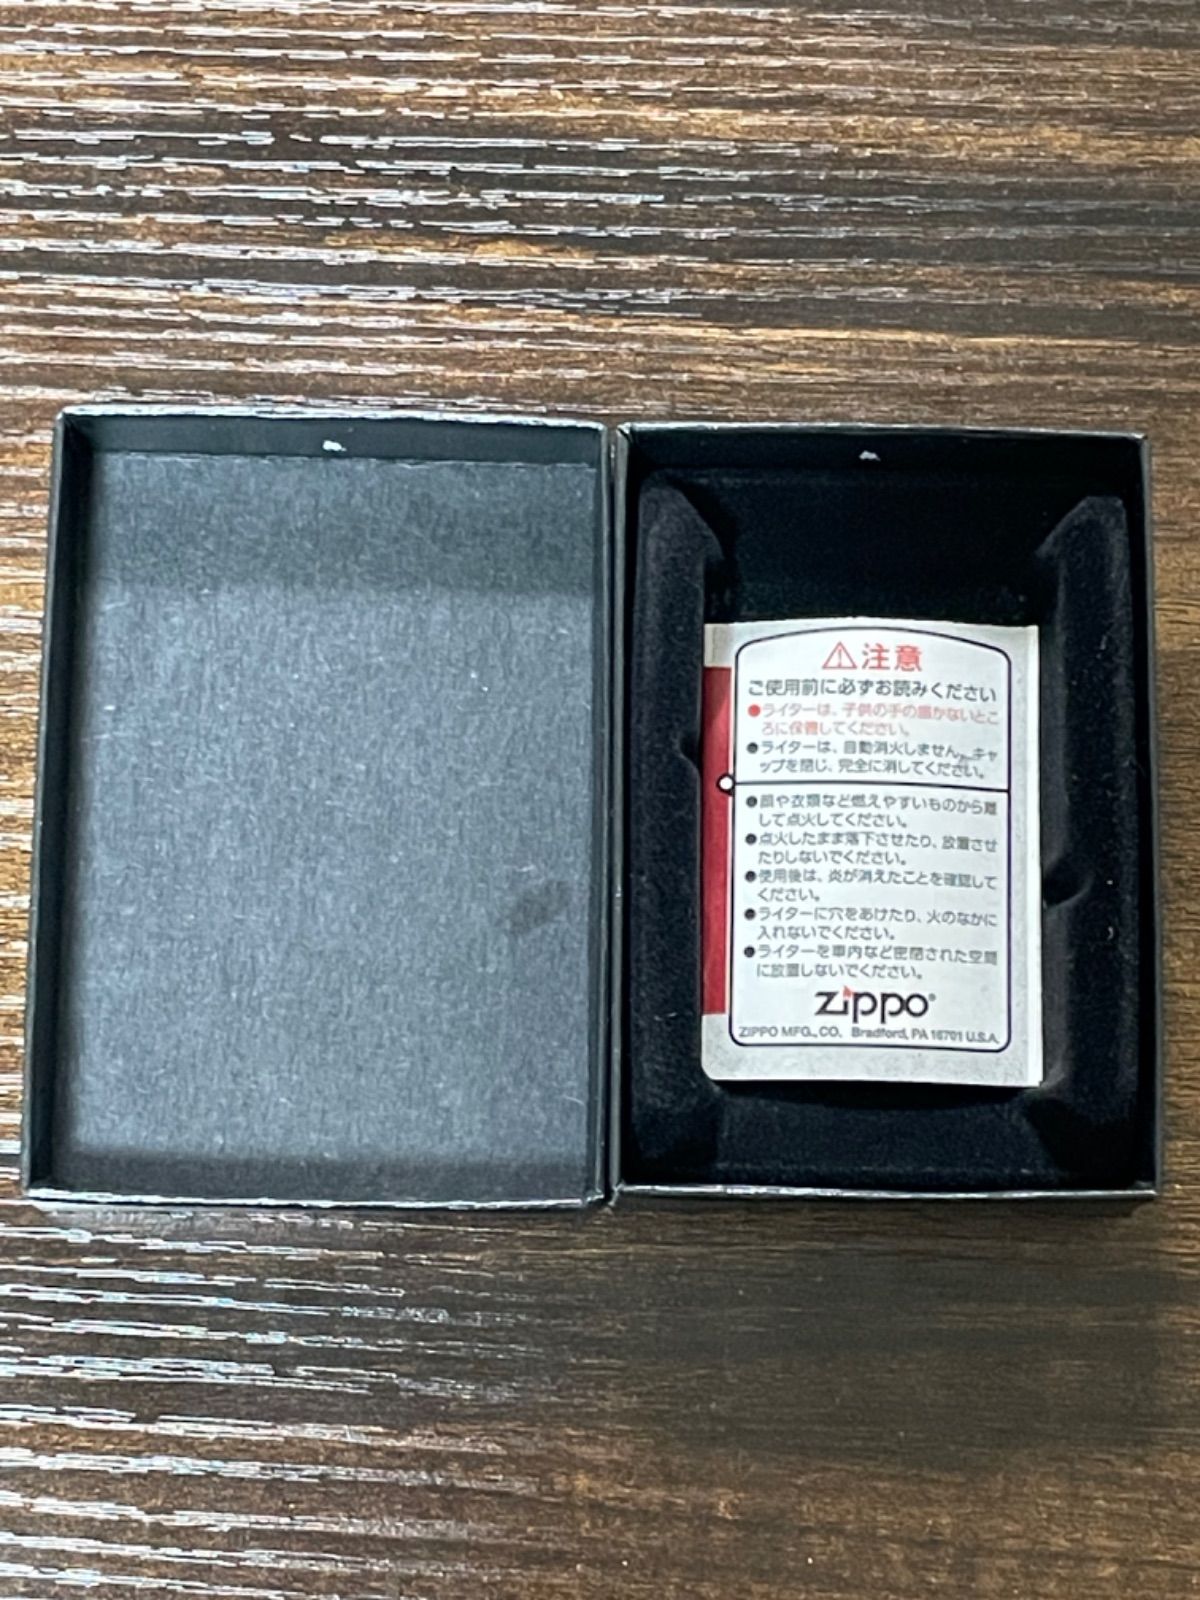 ⚠注意
ご使用前に必ずお読みください
●ライターは、子供の手の届かないとこ
ろに保管してください。
●ライターは、自動消火しません。キャ
ップを閉じ、完全に消してください。
●顔や衣類など燃えやすいものから離
して点火してください。
●点火したまま落下させたり、放置させ
たりしないでください。
●使用後は、炎が消えたことを確認して
ください。
●ライターに穴をあけたり、火のなかに
入れないでください。
●ライターを車内など密閉された空間
に放置しないでください。
Zippo®
ZIPPO MFG., CO. Bradford, PA 16701 U.S.A.